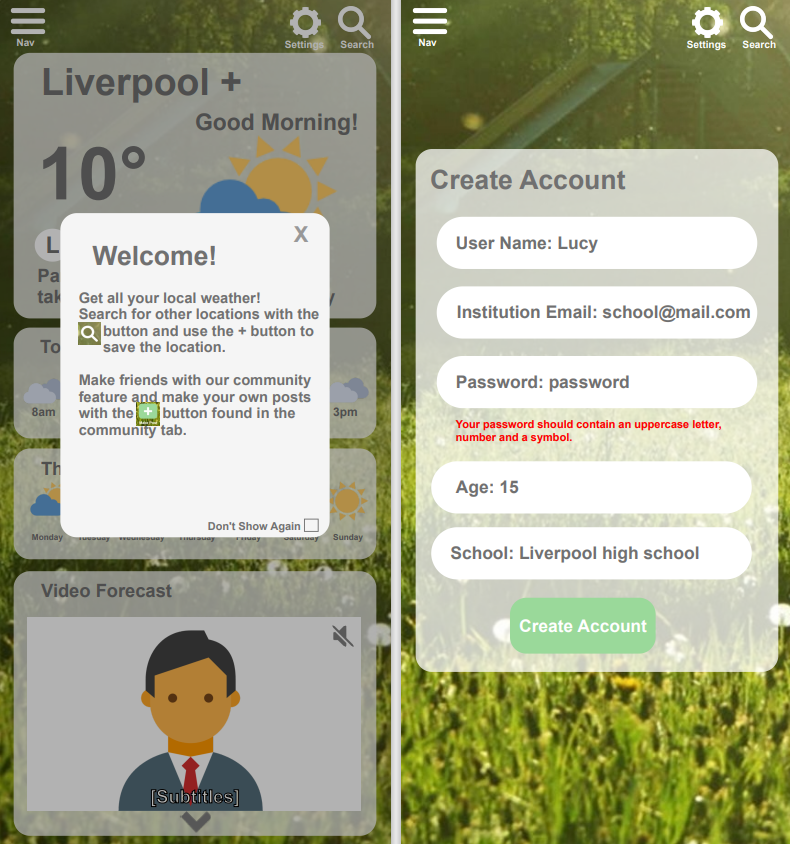 Nav
Settings
Search
Liverpool +
Good Morning!
10°
L
Pa
tak
y
Welcome!
X
Get all your local weather!
Search for other locations with the
button and use the + button to
save the location.
Make friends with our community
feature and make your own posts
with the button found in the
community tab.
Don't Show Again
To
8am
3pm
Th
Monday
Tuesday
Wednesday
Thursday
Friday
Saturday
Sunday
Video Forecast
[Subtitles]
Nav
Settings
Search
Create Account
User Name: Lucy
Institution Email: school@mail.com
Password: password
Your password should contain an uppercase letter,
number and a symbol.
Age: 15
School: Liverpool high school
Create Account